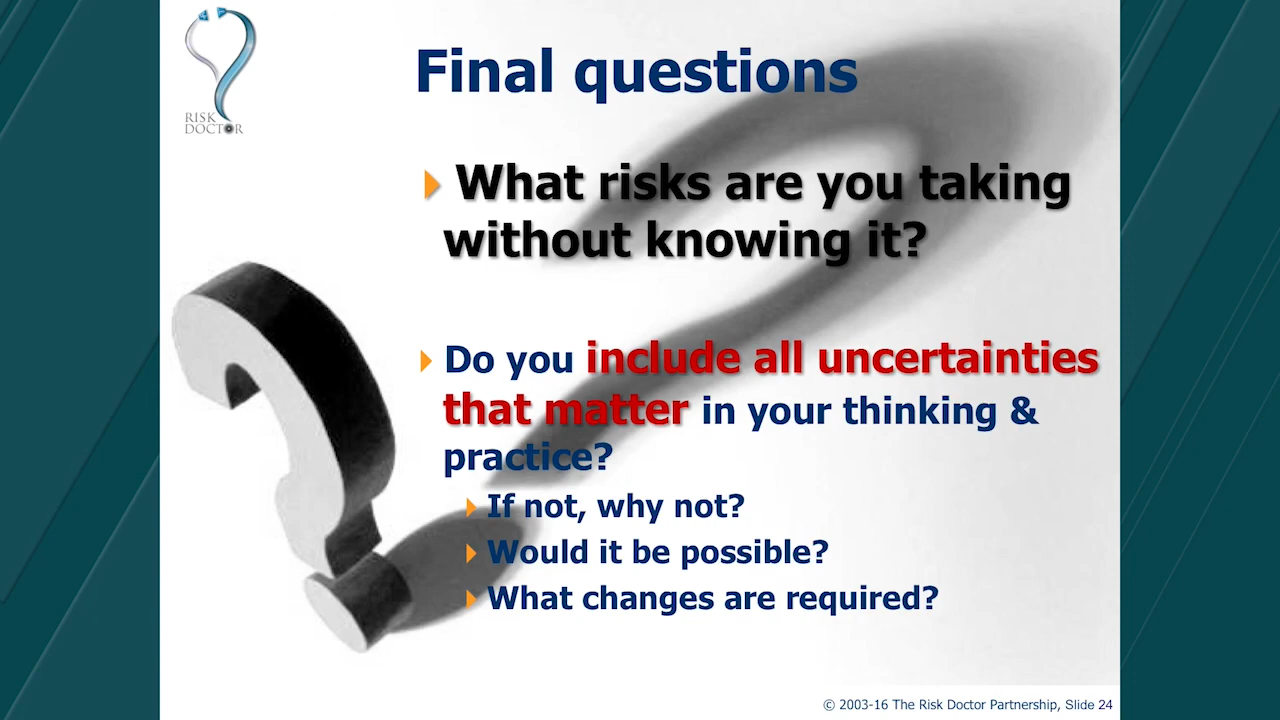 RISK
DOCTOR
Final questions
What risks are you taking
without knowing it?
Do you include all uncertainties
that matter in your thinking &
practice?
If not, why not?
Would it be possible?
What changes are required?
© 2003-16 The Risk Doctor Partnership, Slide 24